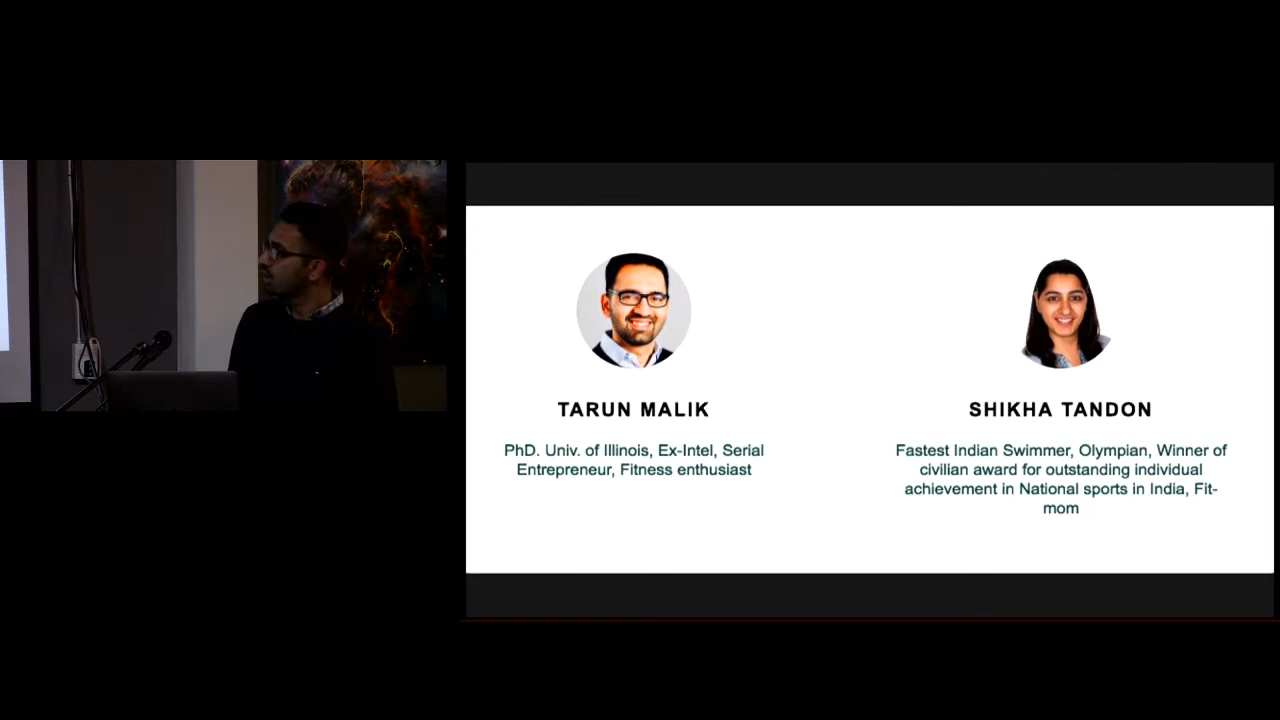 TARUN MALIK
PhD. Univ. of Illinois, Ex-Intel, Serial
Entrepreneur, Fitness enthusiast
SHIKHA TANDON
Fastest Indian Swimmer, Olympian, Winner of
civilian award for outstanding individual
achievement in National sports in India, Fit-
mom